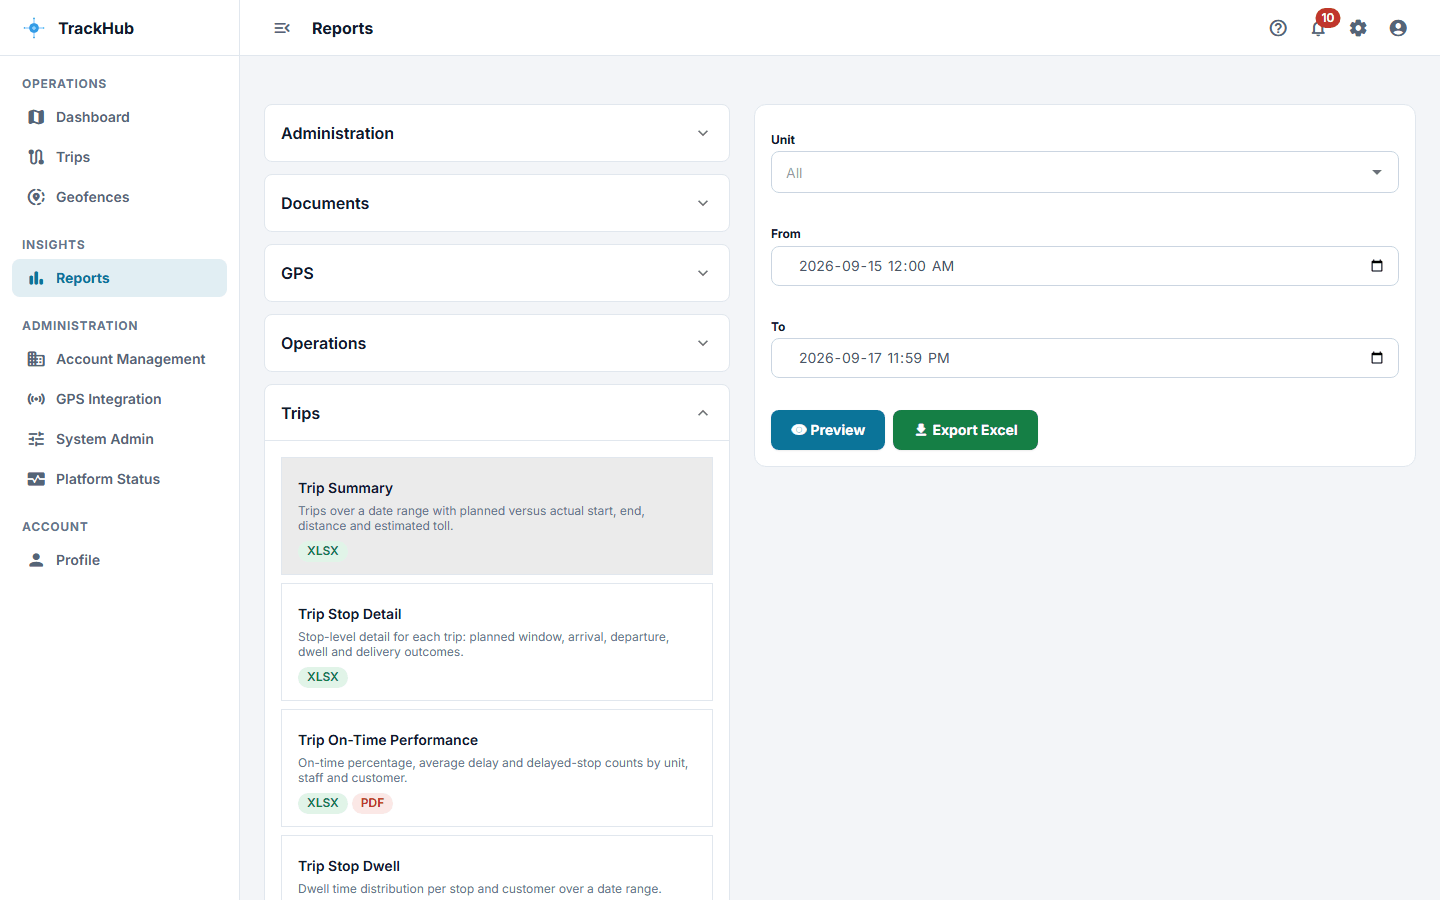 TrackHub
Reports
10
OPERATIONS
Dashboard
Trips
Geofences
INSIGHTS
Reports
ADMINISTRATION
Account Management
GPS Integration
System Admin
Platform Status
ACCOUNT
Profile
Administration
Documents
GPS
Operations
Trips
Trip Summary
Trips over a date range with planned versus actual start, end,
distance and estimated toll.
XLSX
Trip Stop Detail
Stop-level detail for each trip: planned window, arrival, departure,
dwell and delivery outcomes.
XLSX
Trip On-Time Performance
On-time percentage, average delay and delayed-stop counts by unit,
staff and customer.
XLSX PDF
Trip Stop Dwell
Dwell time distribution per stop and customer over a date range.
Unit
All
From
2026-09-15 12:00 AM
To
2026-09-17 11:59 PM
Preview Export Excel